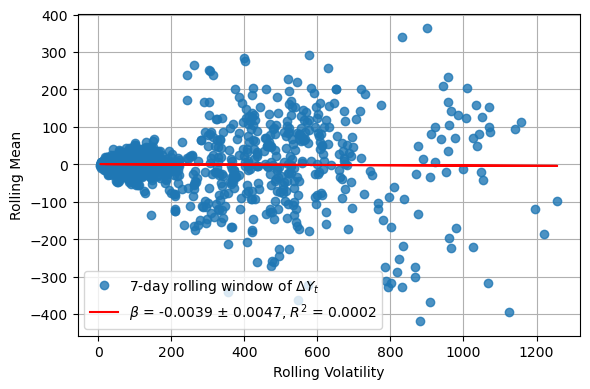 400
300
200
100
0
−100
−200
−300
−400
Rolling Mean
7-day rolling window of ΔY_t
β = -0.0039 ± 0.0047, R² = 0.0002
0 200 400 600 800 1000 1200
Rolling Volatility